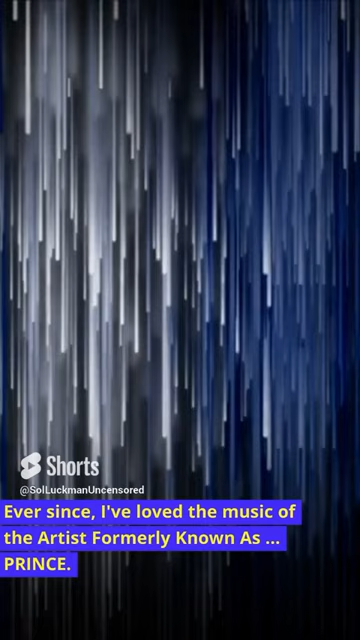 Shorts
@SolLuckmanUncensored
Ever since, I've loved the music of
the Artist Formerly Known As ...
PRINCE.